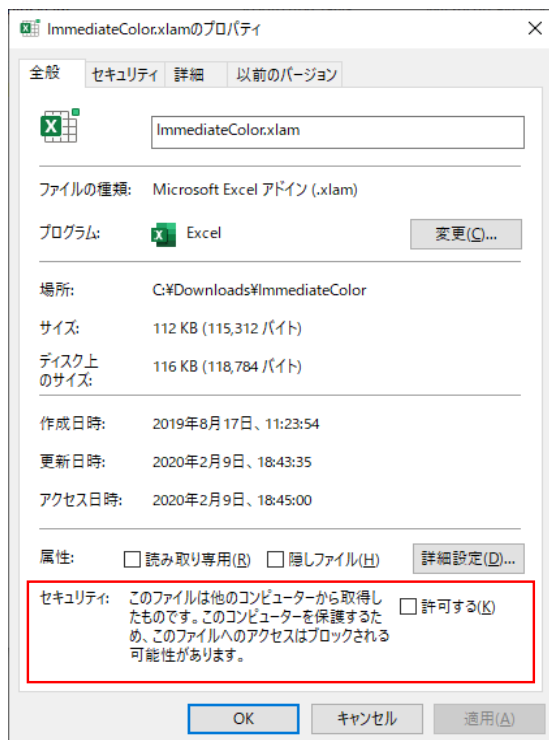 ImmediateColor.xlamのプロパティ
全般 セキュリティ 詳細 以前のバージョン
ImmediateColor.xlam
ファイルの種類: Microsoft Excel アドイン (.xlam)
プログラム: Excel 変更(C)...
場所: C:¥Downloads¥ImmediateColor
サイズ: 112 KB (115,312 バイト)
ディスク上
のサイズ: 116 KB (118,784 バイト)
作成日時: 2019年8月17日、11:23:54
更新日時: 2020年2月9日、18:43:35
アクセス日時: 2020年2月9日、18:45:00
属性: 読み取り専用(R) 隠しファイル(H) 詳細設定(D)...
セキュリティ: このファイルは他のコンピューターから取得し
たものです。このコンピューターを保護するた
め、このファイルへのアクセスはブロックされる
可能性があります。
許可する(K)
OK キャンセル 適用(A)